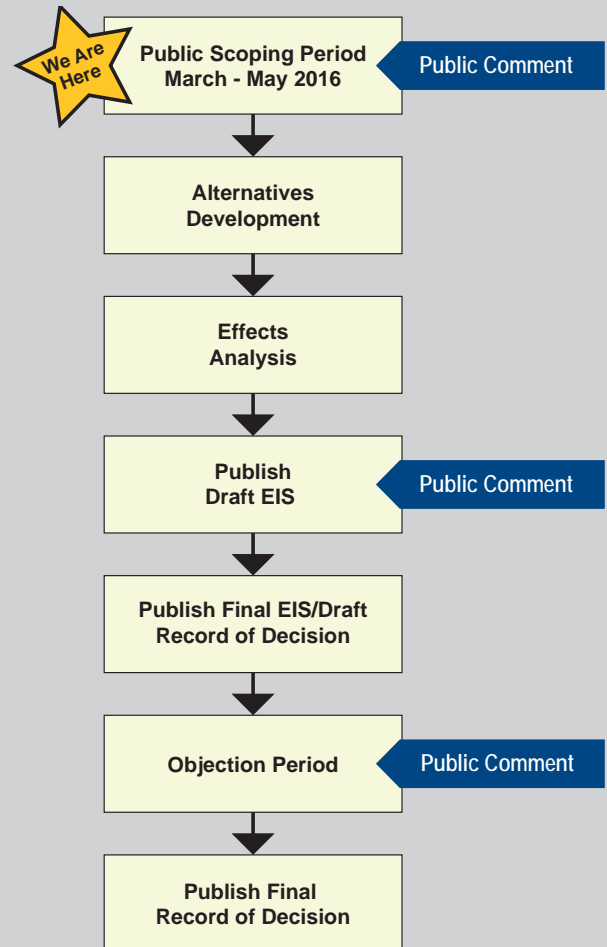 We Are
Here
Public Scoping Period
March - May 2016
Public Comment
Alternatives
Development
Effects
Analysis
Publish
Draft EIS
Public Comment
Publish Final EIS/Draft
Record of Decision
Objection Period
Public Comment
Publish Final
Record of Decision